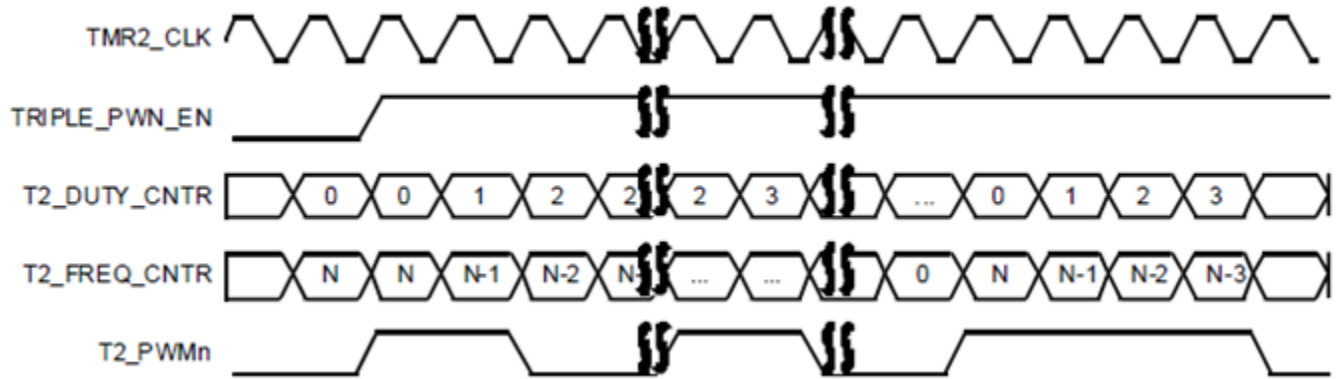 TMR2_CLK
TRIPLE_PWN_EN
T2_DUTY_CNTR 0 0 1 2 2 2 3 ... 0 1 2 3
T2_FREQ_CNTR N N N-1 N-2 N- ... ... 0 N N-1 N-2 N-3
T2_PWMn